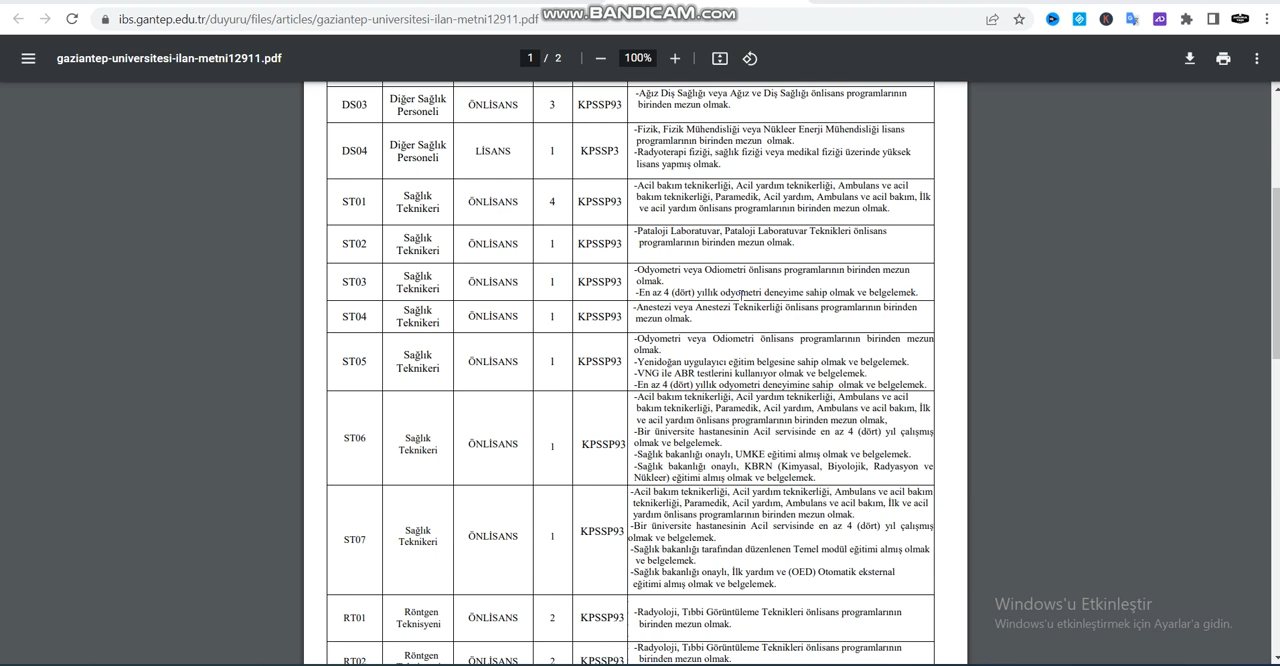 ibs.gantep.edu.tr/duyuru/files/articles/gaziantep-universitesi-ilan-metni12911.pdf
www.BANDICAM.com
gaziantep-universitesi-ilan-metni12911.pdf
1 / 2
100%
DS03 Diğer Sağlık Personeli ÖNLİSANS 3 KPSSP93
-Ağız Diş Sağlığı veya Ağız ve Diş Sağlığı önlisans programlarının
birinden mezun olmak.
DS04 Diğer Sağlık Personeli LİSANS 1 KPSSP3
-Fizik, Fizik Mühendisliği veya Nükleer Enerji Mühendisliği lisans
programlarının birinden mezun olmak.
-Radyoterapi fiziği, sağlık fiziği veya medikal fiziği üzerinde yüksek
lisans yapmış olmak.
ST01 Sağlık Teknikeri ÖNLİSANS 4 KPSSP93
-Acil bakım teknikerliği, Acil yardım teknikerliği, Ambulans ve acil
bakım teknikerliği, Paramedik, Acil yardım, Ambulans ve acil bakım, İlk
ve acil yardım önlisans programlarının birinden mezun olmak.
ST02 Sağlık Teknikeri ÖNLİSANS 1 KPSSP93
-Pataloji Laboratuvar, Pataloji Laboratuvar Teknikleri önlisans
programlarının birinden mezun olmak.
ST03 Sağlık Teknikeri ÖNLİSANS 1 KPSSP93
-Odyometri veya Odiometri önlisans programlarının birinden mezun
olmak.
-En az 4 (dört) yıllık odyometri deneyime sahip olmak ve belgelemek.
ST04 Sağlık Teknikeri ÖNLİSANS 1 KPSSP93
-Anestezi veya Anestezi Teknikerliği önlisans programlarının birinden
mezun olmak.
ST05 Sağlık Teknikeri ÖNLİSANS 1 KPSSP93
-Odyometri veya Odiometri önlisans programlarının birinden mezun
olmak.
-Yenidoğan uygulayıcı eğitim belgesine sahip olmak ve belgelemek.
-VNG ile ABR testlerini kullanıyor olmak ve belgelemek.
-En az 4 (dört) yıllık odyometri deneyimine sahip olmak ve belgelemek.
ST06 Sağlık Teknikeri ÖNLİSANS 1 KPSSP93
-Acil bakım teknikerliği, Acil yardım teknikerliği, Ambulans ve acil
bakım teknikerliği, Paramedik, Acil yardım, Ambulans ve acil bakım, İlk
ve acil yardım önlisans programlarının birinden mezun olmak,
-Bir üniversite hastanesinin Acil servisinde en az 4 (dört) yıl çalışmış
olmak ve belgelemek.
-Sağlık bakanlığı onaylı, UMKE eğitimi almış olmak ve belgelemek.
-Sağlık bakanlığı onaylı, KBRN (Kimyasal, Biyolojik, Radyasyon ve
Nükleer) eğitimi almış olmak ve belgelemek.
ST07 Sağlık Teknikeri ÖNLİSANS 1 KPSSP93
-Acil bakım teknikerliği, Acil yardım teknikerliği, Ambulans ve acil bakım
teknikerliği, Paramedik, Acil yardım, Ambulans ve acil bakım, İlk ve acil
yardım önlisans programlarının birinden mezun olmak.
-Bir üniversite hastanesinin Acil servisinde en az 4 (dört) yıl çalışmış
olmak ve belgelemek.
-Sağlık bakanlığı tarafından düzenlenen Temel modül eğitimi almış olmak
ve belgelemek.
-Sağlık bakanlığı onaylı, İlk yardım ve (OED) Otomatik eksternal
eğitimi almış olmak ve belgelemek.
RT01 Röntgen Teknisyeni ÖNLİSANS 2 KPSSP93
-Radyoloji, Tıbbi Görüntüleme Teknikleri önlisans programlarının
birinden mezun olmak.
RT02 Röntgen ÖNLİSANS 2 KPSSP93
-Radyoloji, Tıbbi Görüntüleme Teknikleri önlisans programlarının
birinden mezun olmak.
Windows'u Etkinleştir
Windows'u etkinleştirmek için Ayarlar'a gidin.